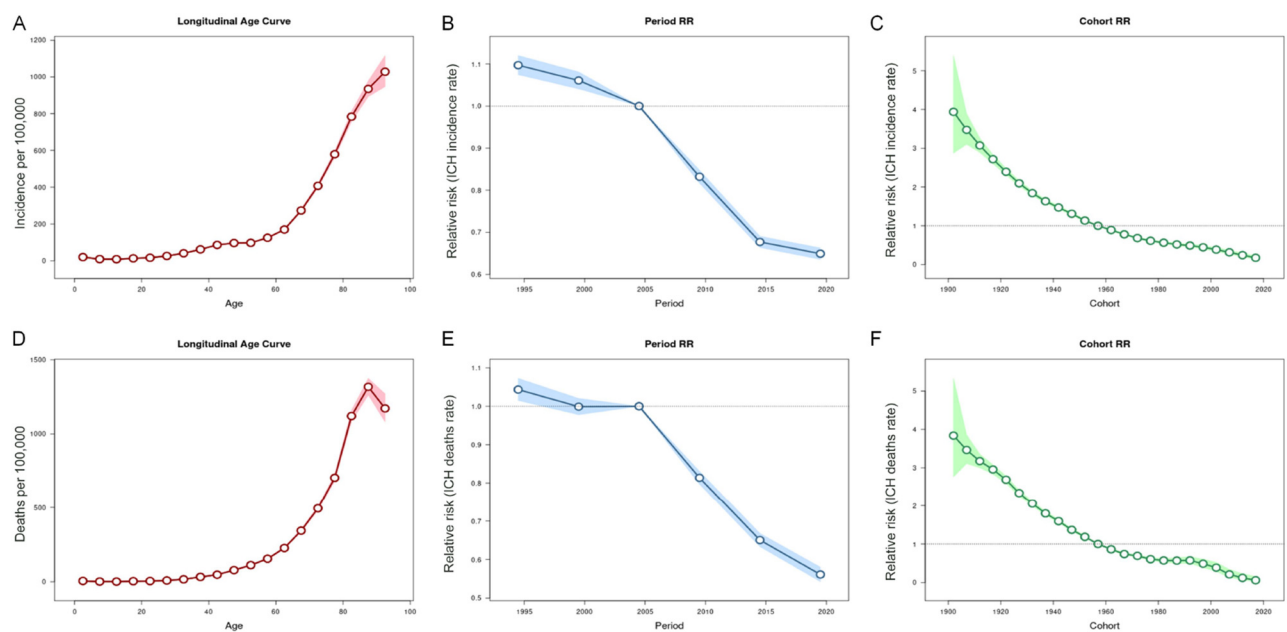 A
Longitudinal Age Curve
Incidence per 100,000
1200
1000
800
600
400
200
0
0 20 40 60 80 100
Age
B
Period RR
Relative risk (ICH incidence rate)
1.1
1.0
0.9
0.8
0.7
0.6
1995 2000 2005 2010 2015 2020
Period
C
Cohort RR
Relative risk (ICH incidence rate)
5
4
3
2
1
0
1900 1920 1940 1960 1980 2000 2020
Cohort
D
Longitudinal Age Curve
Deaths per 100,000
1500
1000
500
0
0 20 40 60 80 100
Age
E
Period RR
Relative risk (ICH deaths rate)
1.1
1.0
0.9
0.8
0.7
0.6
0.5
1995 2000 2005 2010 2015 2020
Period
F
Cohort RR
Relative risk (ICH deaths rate)
5
4
3
2
1
0
1900 1920 1940 1960 1980 2000 2020
Cohort